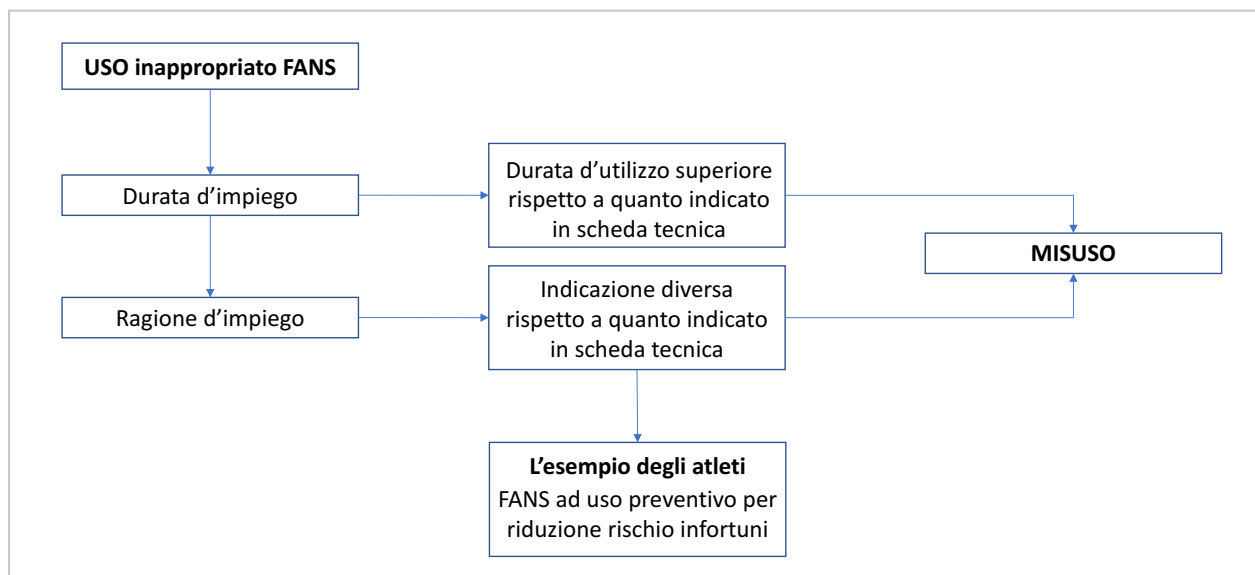 USO inappropriato FANS
Durata d’impiego
Durata d’utilizzo superiore
rispetto a quanto indicato
in scheda tecnica
MISUSO
Ragione d’impiego
Indicazione diversa
rispetto a quanto indicato
in scheda tecnica
L’esempio degli atleti
FANS ad uso preventivo per
riduzione rischio infortuni